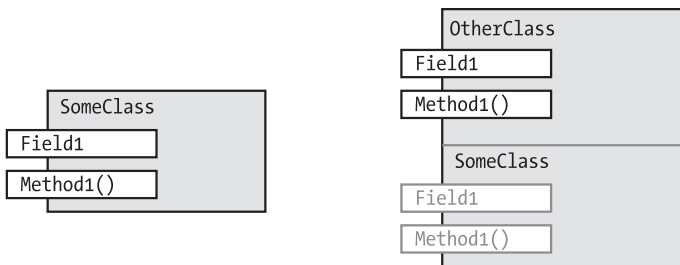 SomeClass
Field1
Method1()
OtherClass
Field1
Method1()
SomeClass
Field1
Method1()